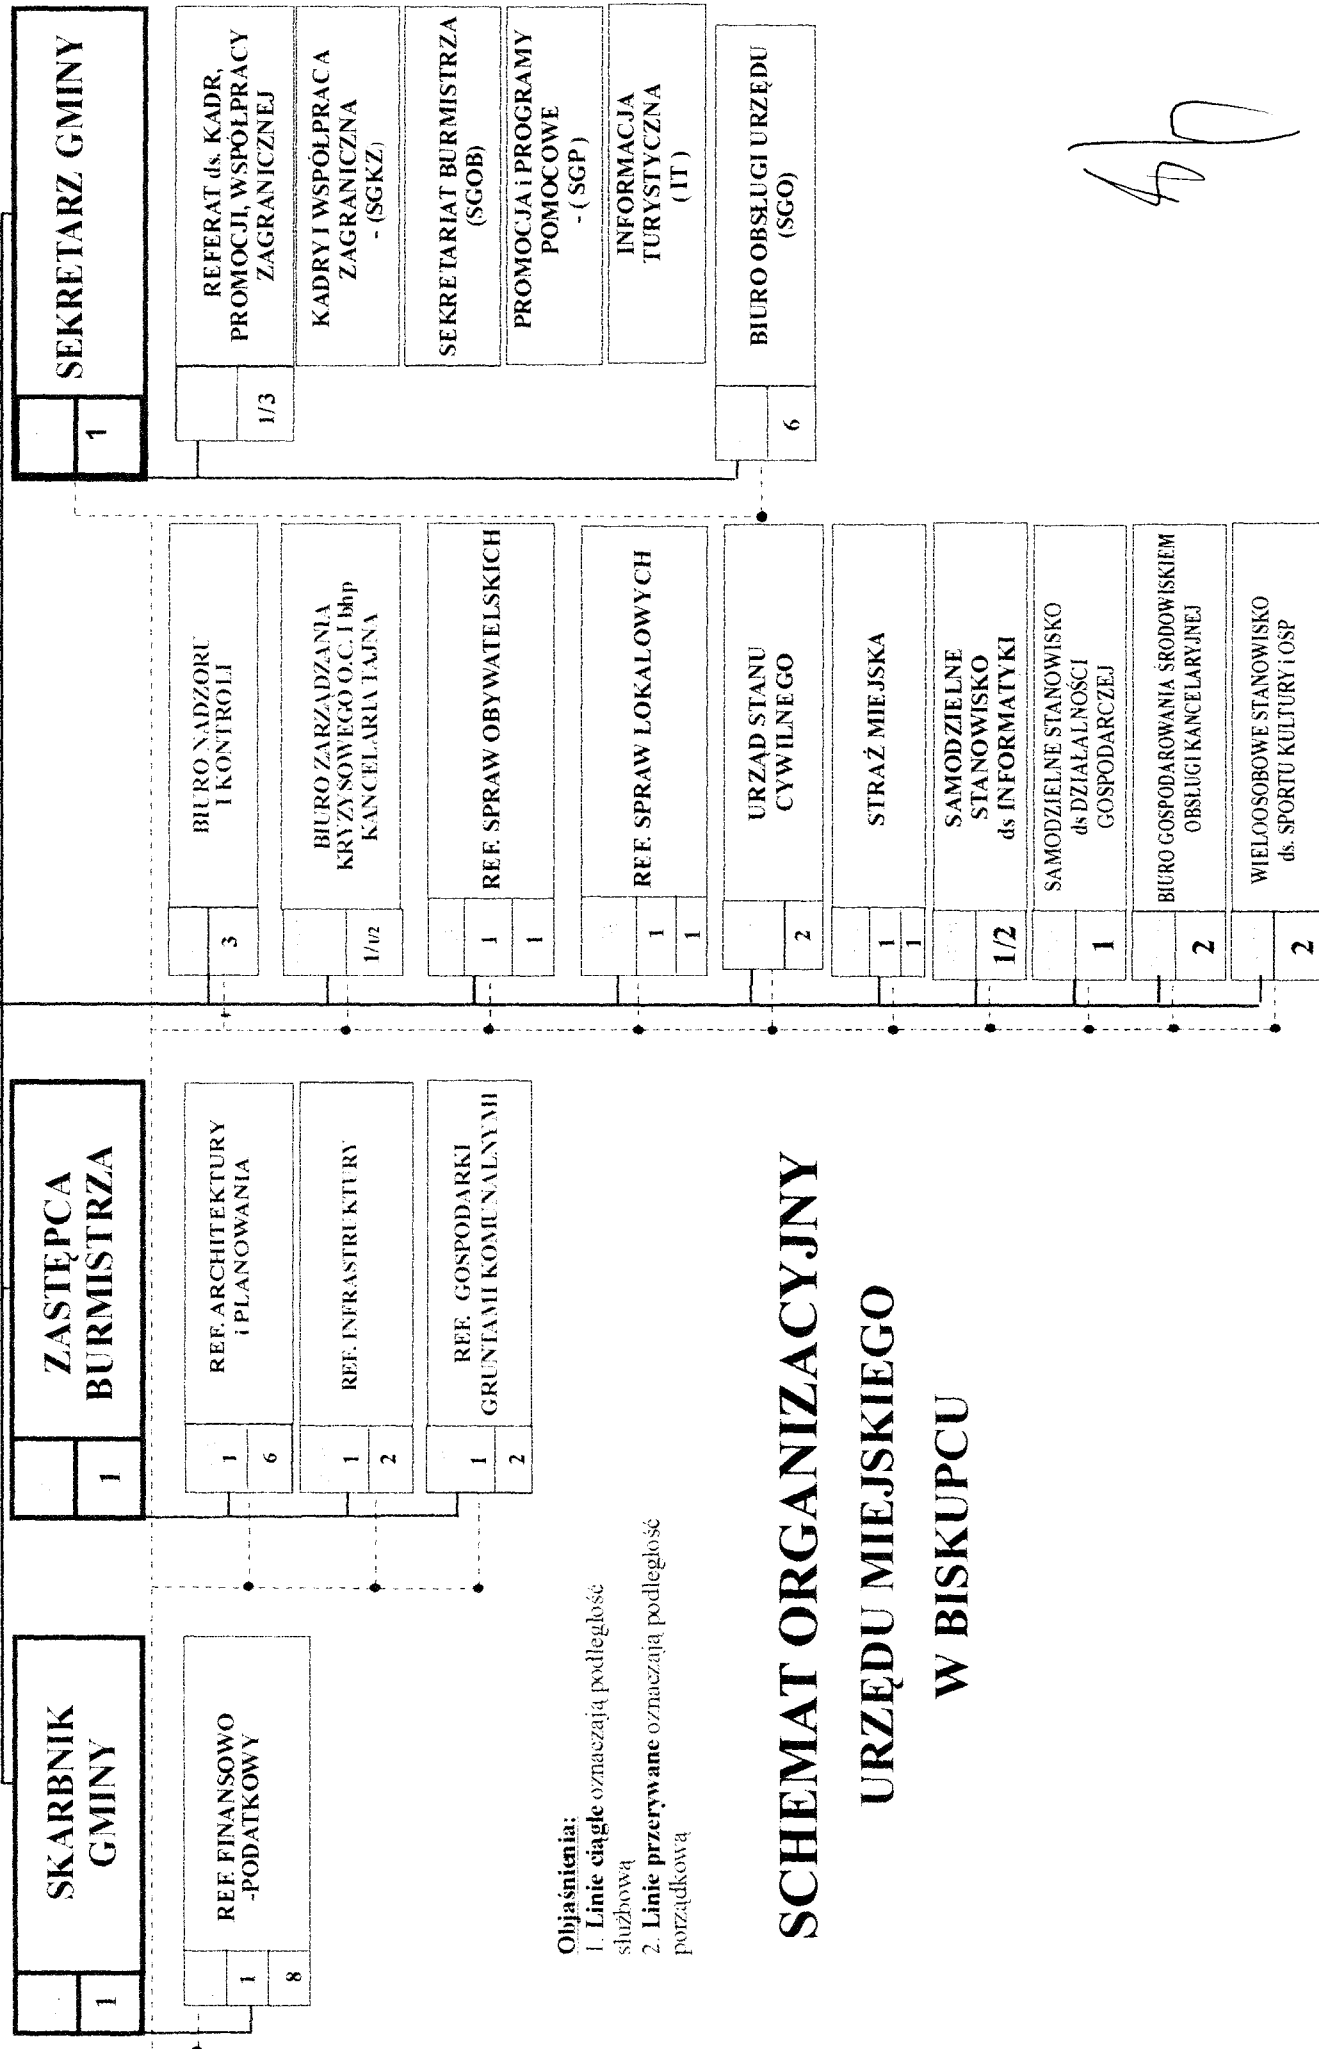 SKARBNIK
GMINY
1
REF. FINANSOWO
-PODATKOWY
1
8
ZASTĘPCA
BURMISTRZA
1
REF. ARCHITEKTURY
i PLANOWANIA
1
6
REF. INFRASTRUKTURY
1
2
REF. GOSPODARKI
GRUNTAMI KOMUNALNYMI
1
2
BIURO NADZORU
I KONTROLI
3
BIURO ZARZĄDZANIA
KRYZYSOWEGO O.C. I bhp
KANCELARIA TAJNA
1/1/2
REF. SPRAW OBYWATELSKICH
1
1
REF. SPRAW LOKALOWYCH
1
1
URZĄD STANU
CYWILNEGO
2
STRAŻ MIEJSKA
1
1
SAMODZIELNE
STANOWISKO
ds INFORMATYKI
1/2
SAMODZIELNE STANOWISKO
ds DZIAŁALNOŚCI
GOSPODARCZEJ
1
BIURO GOSPODAROWANIA ŚRODOWISKIEM
OBSŁUGI KANCELARYJNEJ
2
WIELOOSOBOWE STANOWISKO
ds. SPORTU KULTURY i OSP
2
SEKRETARZ GMINY
1
REFERAT ds. KADR,
PROMOCJI, WSPÓŁPRACY
ZAGRANICZNEJ
1/3
KADRY I WSPÓŁPRACA
ZAGRANICZNA
- (SGKZ)
SEKRETARIAT BURMISTRZA
(SGOB)
PROMOCJA i PROGRAMY
POMOCOWE
- ( SGP )
INFORMACJA
TURYSTYCZNA
( IT )
BIURO OBSŁUGI URZĘDU
(SGO)
6
Objaśnienia:
1. Linie ciągłe oznaczają podległość
służbową
2. Linie przerywane oznaczają podległość
porządkową
SCHEMAT ORGANIZACYJNY
URZĘDU MIEJSKIEGO
W BISKUPCU